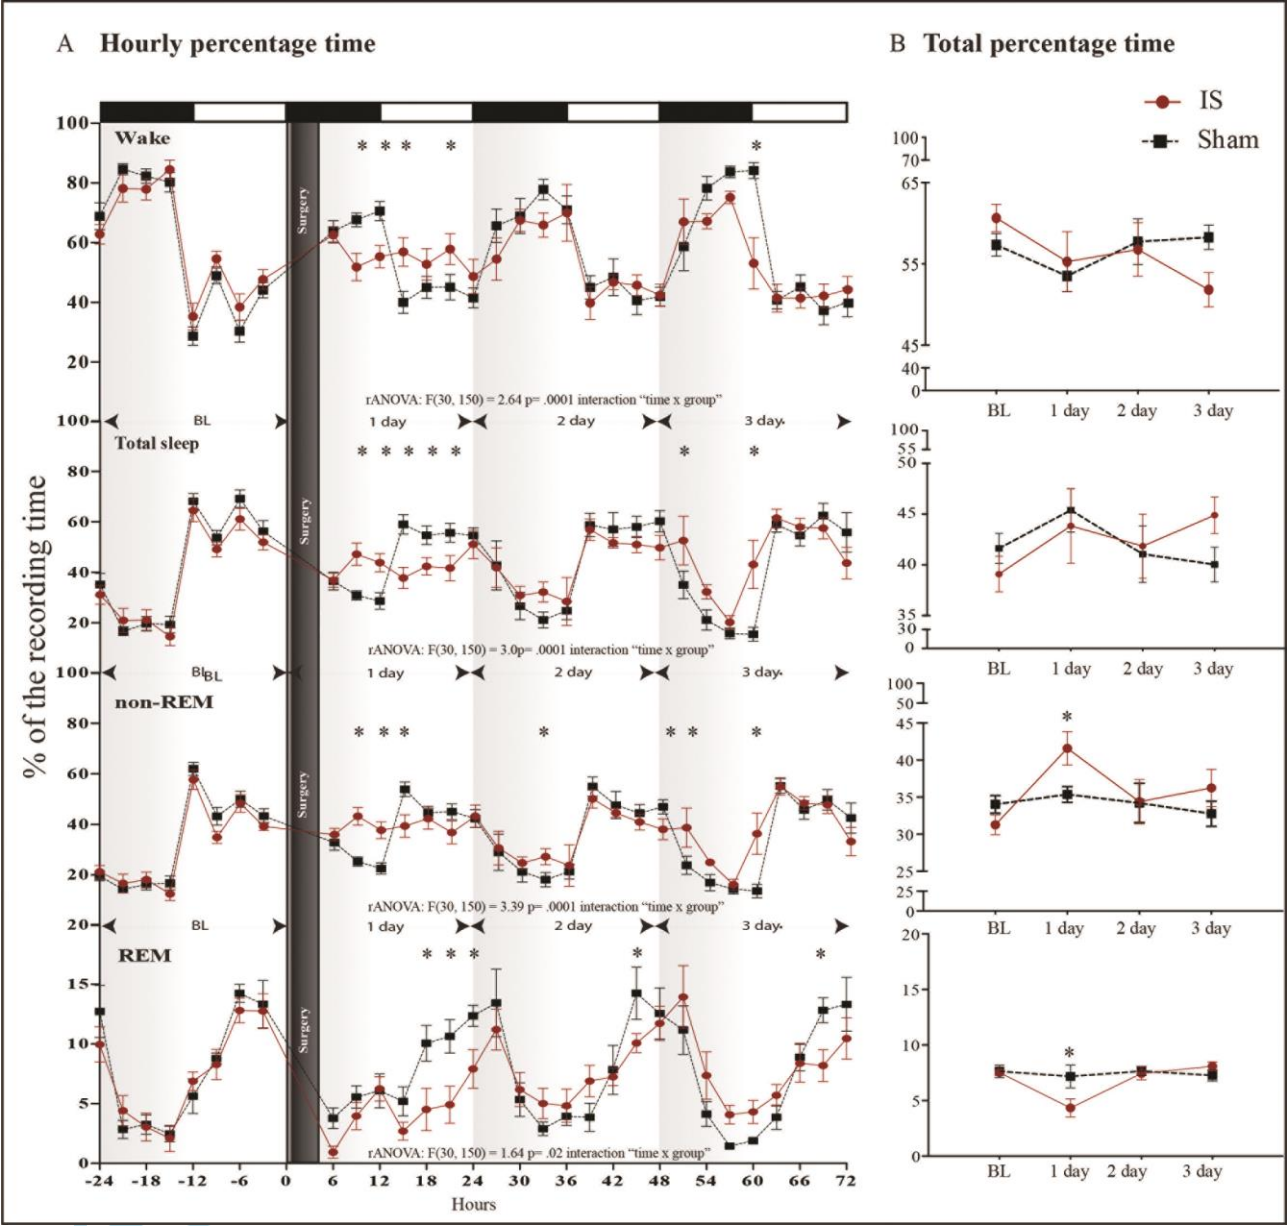 A Hourly percentage time
B Total percentage time
IS
Sham
% of the recording time
Wake
100
80
60
40
20
Surgery
* * * * *
rANOVA: F(30, 150) = 2.64 p= .0001 interaction “time x group”
BL 1 day 2 day 3 day.
Total sleep
100
80
60
40
20
Surgery
* * * * * * *
rANOVA: F(30, 150) = 3.0p= .0001 interaction “time x group”
BL BL 1 day 2 day 3 day.
non-REM
100
80
60
40
20
Surgery
* * * * * * *
rANOVA: F(30, 150) = 3.39 p= .0001 interaction “time x group”
BL 1 day 2 day 3 day.
REM
20
15
10
5
0
Surgery
* * * * *
rANOVA: F(30, 150) = 1.64 p= .02 interaction “time x group”
-24 -18 -12 -6 0 6 12 18 24 30 36 42 48 54 60 66 72
Hours
100
70
65
55
45
40
0
BL 1 day 2 day 3 day
100
55
50
45
40
35
30
0
BL 1 day 2 day 3 day
100
50
45
40
35
30
25
25
0
*
BL 1 day 2 day 3 day
20
15
10
5
0
*
BL 1 day 2 day 3 day